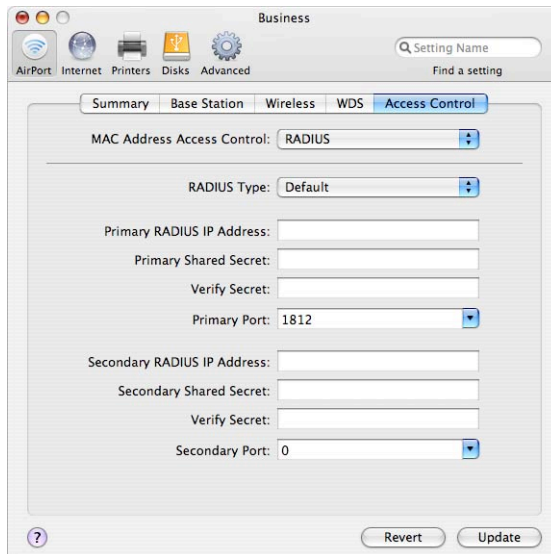 Business
AirPort Internet Printers Disks Advanced
Setting Name
Find a setting
Summary Base Station Wireless WDS Access Control
MAC Address Access Control: RADIUS
RADIUS Type: Default
Primary RADIUS IP Address:
Primary Shared Secret:
Verify Secret:
Primary Port: 1812
Secondary RADIUS IP Address:
Secondary Shared Secret:
Verify Secret:
Secondary Port: 0
? Revert Update